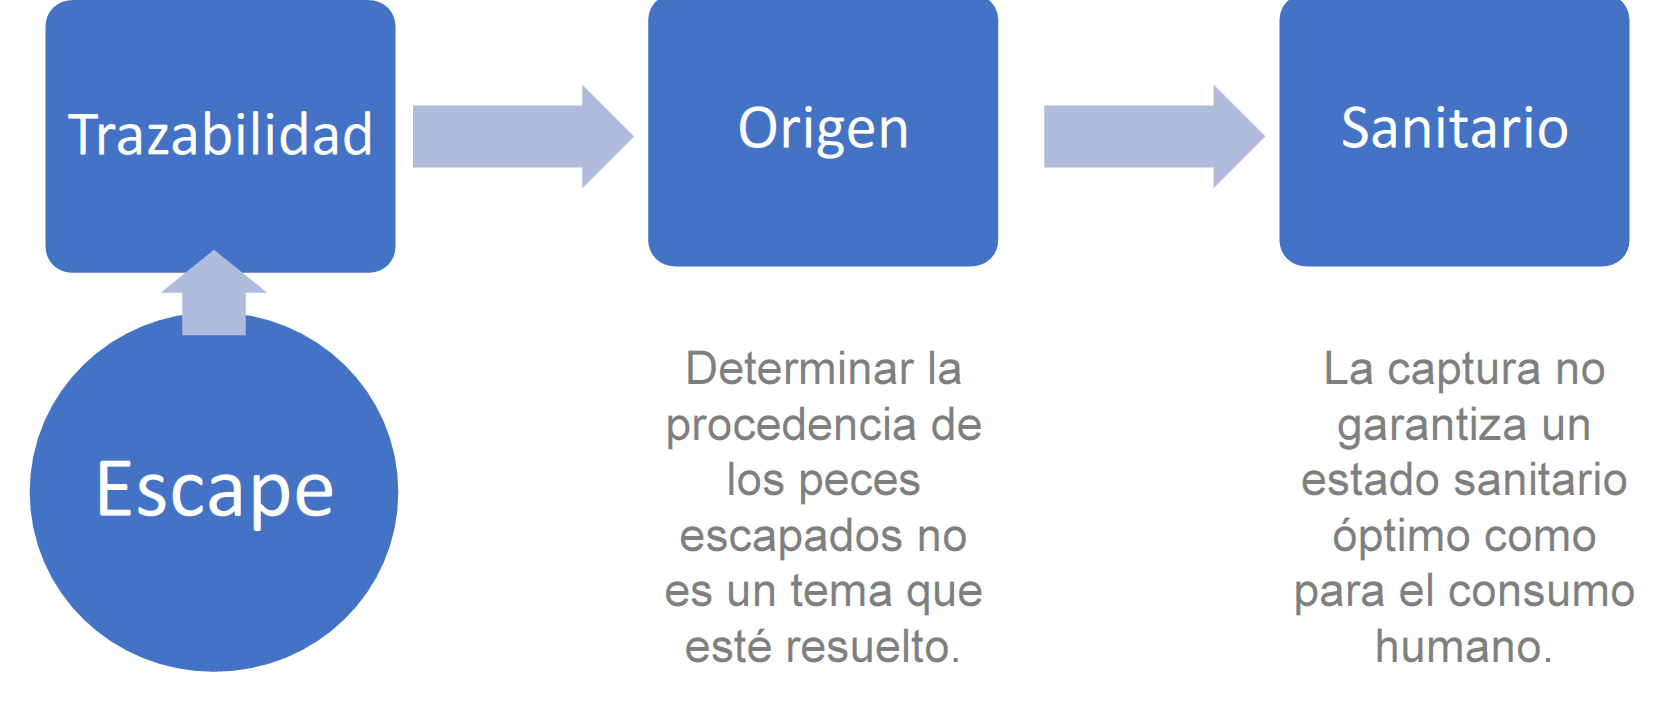 Trazabilidad
Origen
Sanitario
Escape
Determinar la
procedencia de
los peces
escapados no
es un tema que
esté resuelto.
La captura no
garantiza un
estado sanitario
óptimo como
para el consumo
humano.